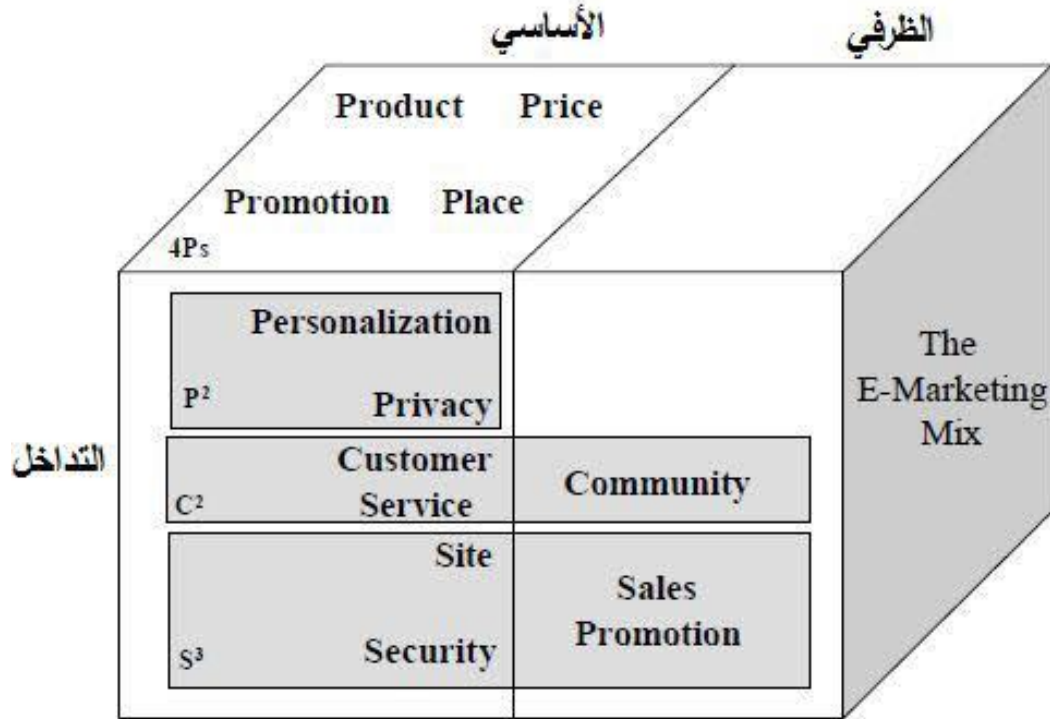 الأساسي
الظرفي
Product Price
Promotion Place
4Ps
Personalization
P²
Privacy
The
E-Marketing
Mix
التداخل
Customer
Service
C²
Community
Site
Security
S³
Sales
Promotion